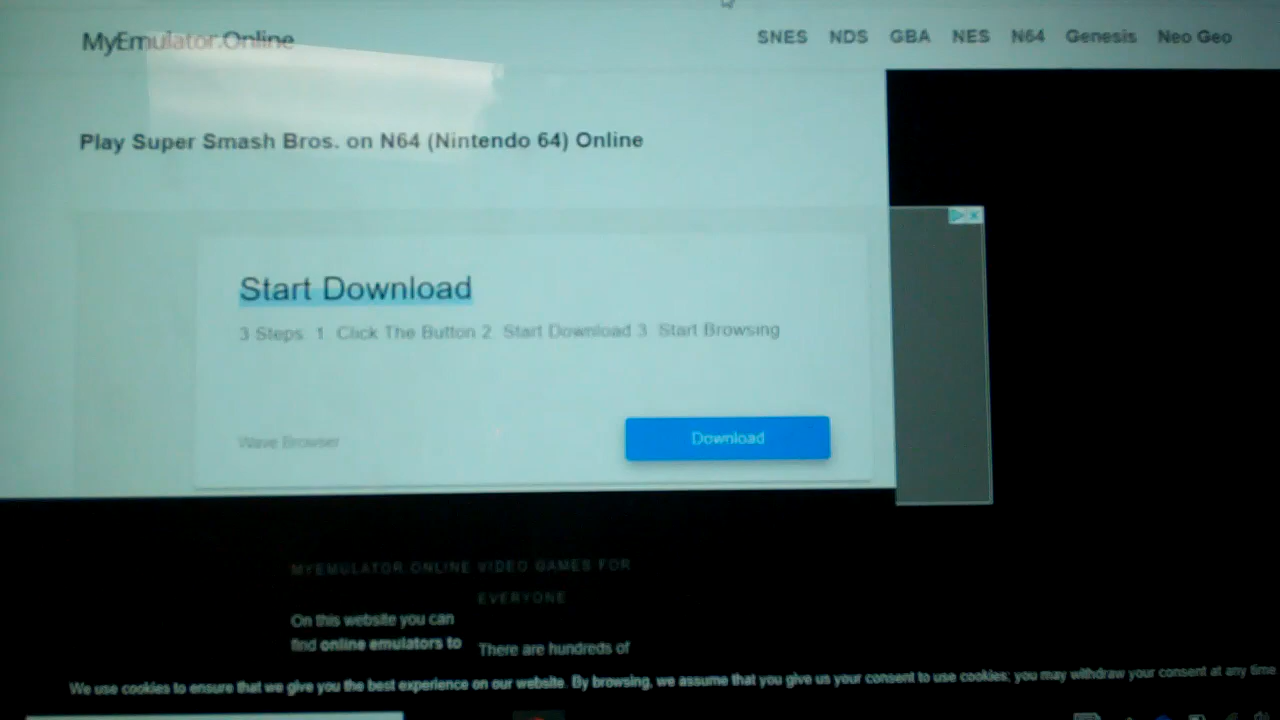 MyEmulator.Online
SNES NDS GBA NES N64 Genesis Neo Geo
Play Super Smash Bros. on N64 (Nintendo 64) Online
Start Download
3 Steps. 1. Click The Button 2. Start Download 3. Start Browsing
Wave Browser
Download
MYEMULATOR.ONLINE
On this website you can
find online emulators to
VIDEO GAMES FOR
EVERYONE
There are hundreds of
We use cookies to ensure that we give you the best experience on our website. By browsing, we assume that you give us your consent to use cookies; you may withdraw your consent at any time